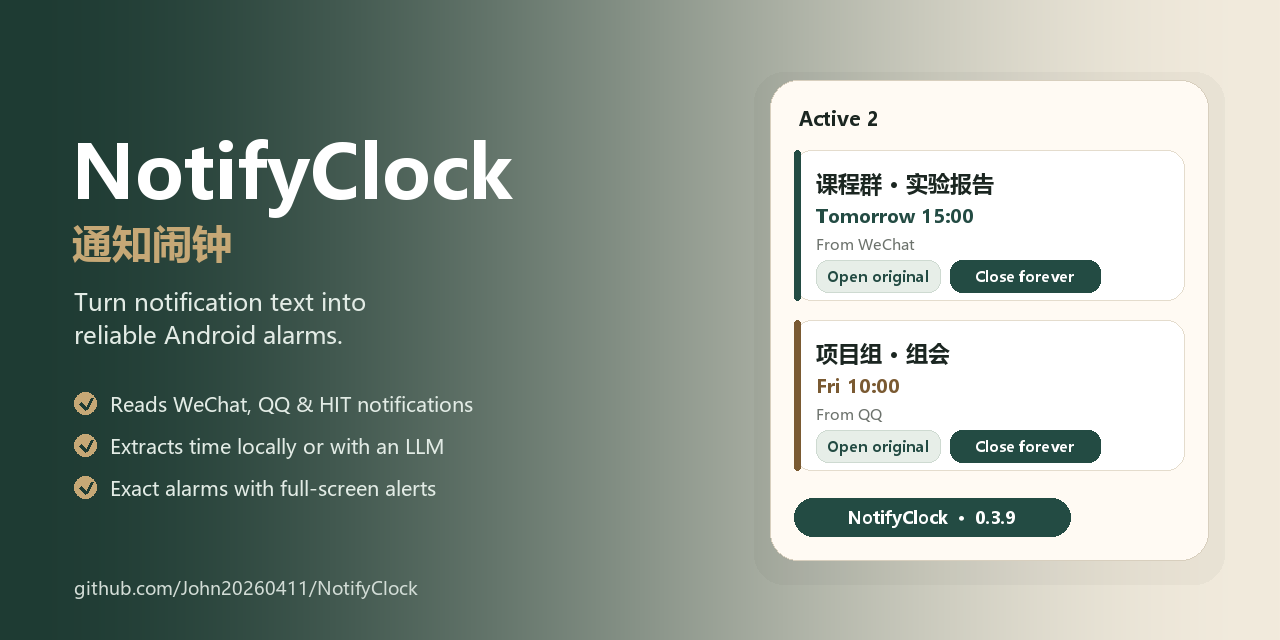 NotifyClock
通知闹钟
Turn notification text into
reliable Android alarms.
Reads WeChat, QQ & HIT notifications
Extracts time locally or with an LLM
Exact alarms with full-screen alerts
github.com/John20260411/NotifyClock
Active 2
课程群 • 实验报告
Tomorrow 15:00
From WeChat
Open original
Close forever
项目组 • 组会
Fri 10:00
From QQ
Open original
Close forever
NotifyClock • 0.3.9